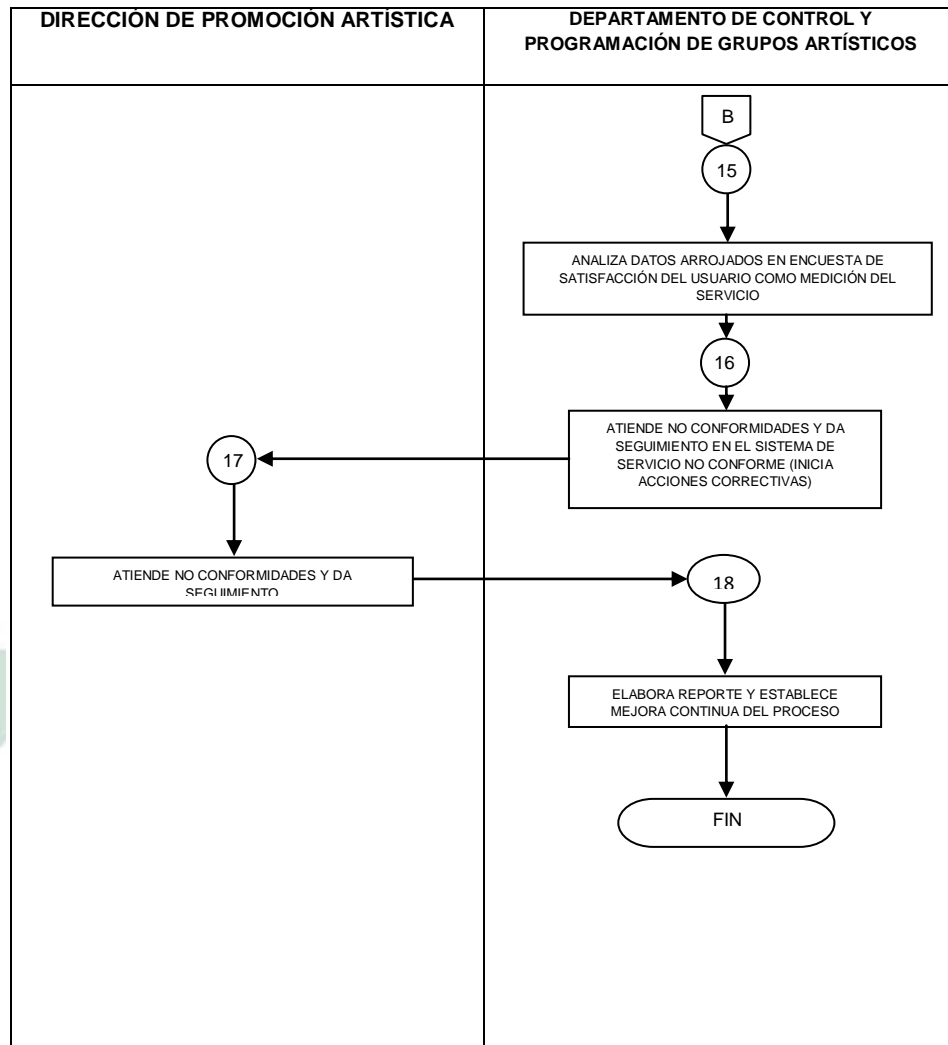 DIRECCIÓN DE PROMOCIÓN ARTÍSTICA
DEPARTAMENTO DE CONTROL Y
PROGRAMACIÓN DE GRUPOS ARTÍSTICOS
B
15
ANALIZA DATOS ARROJADOS EN ENCUESTA DE
SATISFACCIÓN DEL USUARIO COMO MEDICIÓN DEL
SERVICIO
16
ATIENDE NO CONFORMIDADES Y DA
SEGUIMIENTO EN EL SISTEMA DE
SERVICIO NO CONFORME (INICIA
ACCIONES CORRECTIVAS)
17
ATIENDE NO CONFORMIDADES Y DA
SEGUIMIENTO
18
ELABORA REPORTE Y ESTABLECE
MEJORA CONTINUA DEL PROCESO
FIN